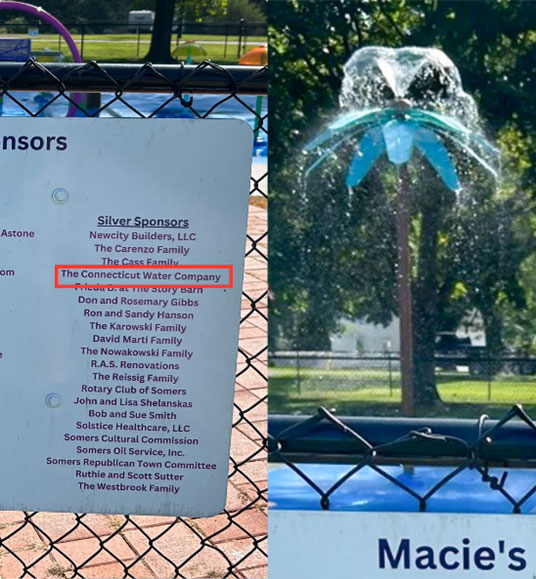 nsors
Astone
om
e
Silver Sponsors
Newcity Builders, LLC
The Carenzo Family
The Cass Family
The Connecticut Water Company
Frieda B. at The Story Barn
Don and Rosemary Gibbs
Ron and Sandy Hanson
The Karowski Family
David Marti Family
The Nowakowski Family
R.A.S. Renovations
The Reissig Family
Rotary Club of Somers
John and Lisa Shelanskas
Bob and Sue Smith
Solstice Healthcare, LLC
Somers Cultural Commission
Somers Oil Service, Inc.
Somers Republican Town Committee
Ruthie and Scott Sutter
The Westbrook Family
Macie's